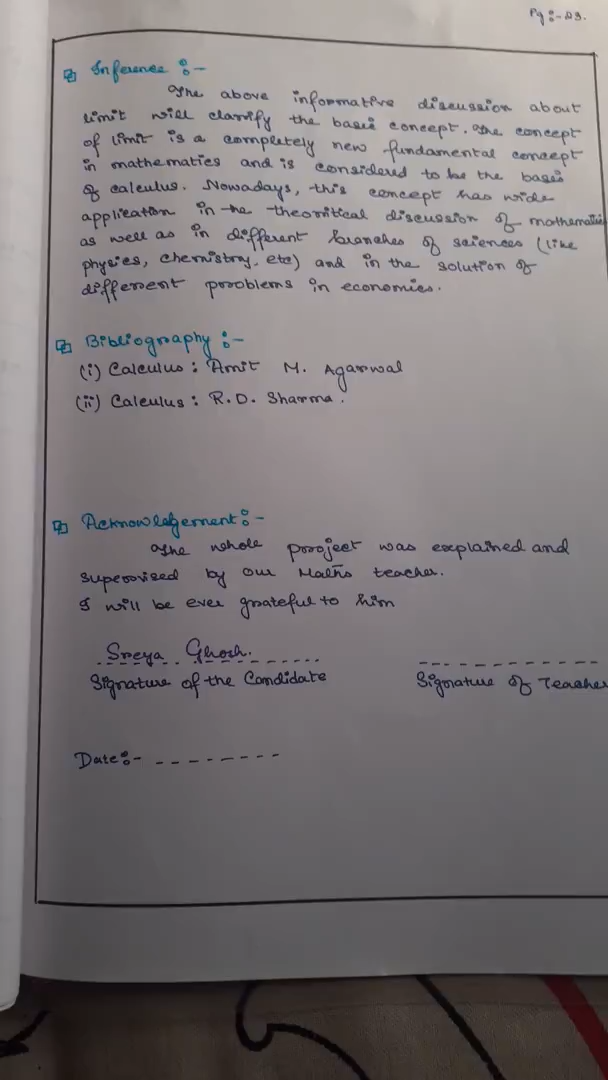 Pg:-23.
Inference :-
The above informative discussion about
limit will clarify the basic concept. The concept
of limit is a completely new fundamental concept
in mathematics and is considered to be the basis
of calculus. Nowadays, this concept has wide
application in the theoritical discussion of mathematics
as well as in different branches of sciences (like
physics, chemistry, etc) and in the solution of
different problems in economics.
Bibliography :-
(i) Calculus : Amit M. Agarwal
(ii) Calculus : R.D. Sharma.
Acknowledgement :-
The whole project was explained and
supervised by our Maths teacher.
I will be ever grateful to him
Sreya Ghosh.
Signature of the Candidate
Signature of Teacher
Date :- --------